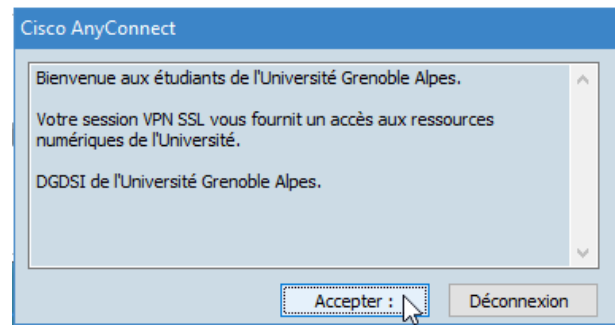 Cisco AnyConnect
Bienvenue aux étudiants de l'Université Grenoble Alpes.
Votre session VPN SSL vous fournit un accès aux ressources
numériques de l'Université.
DGDSI de l'Université Grenoble Alpes.
Accepter :
Déconnexion